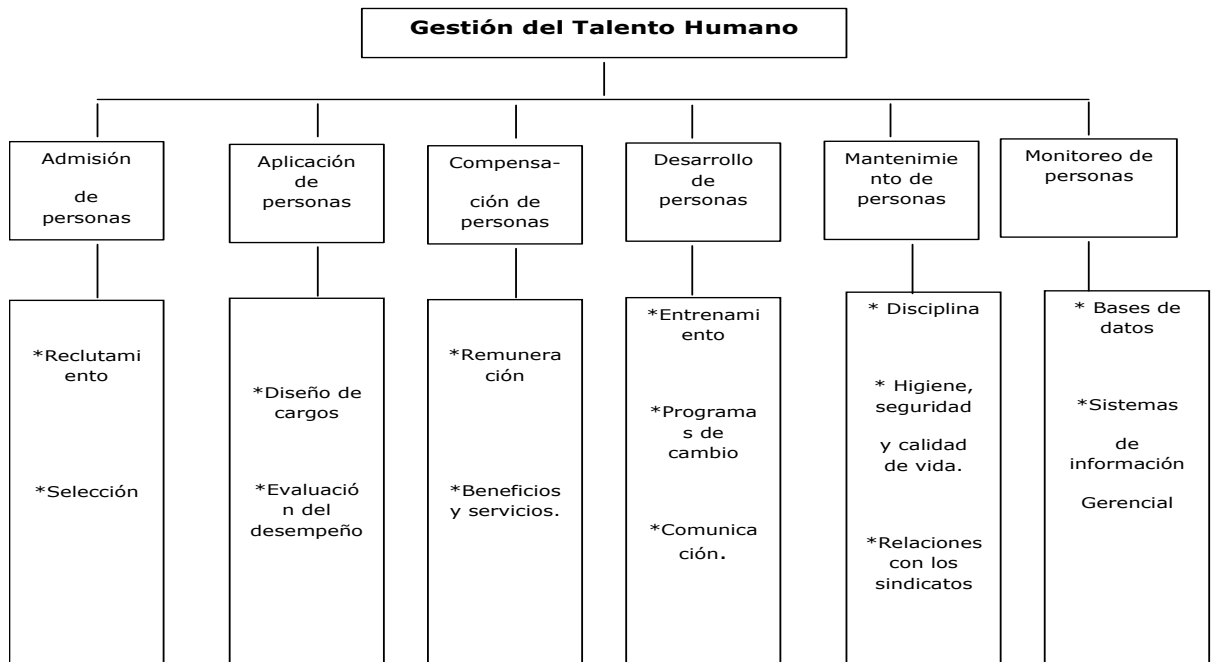 Gestión del Talento Humano
Admisión
de
personas
Aplicación
de
personas
Compensa-
ción de
personas
Desarrollo
de
personas
Mantenimie
nto de
personas
Monitoreo de
personas
*Reclutami
ento
*Selección
*Diseño de
cargos
*Evaluació
n del
desempeño
*Remunera
ción
*Beneficios
y servicios.
*Entrenami
ento
*Programa
s de
cambio
*Comunica
ción.
* Disciplina
* Higiene,
seguridad
y calidad
de vida.
*Relaciones
con los
sindicatos
* Bases de
datos
*Sistemas
de
información
Gerencial